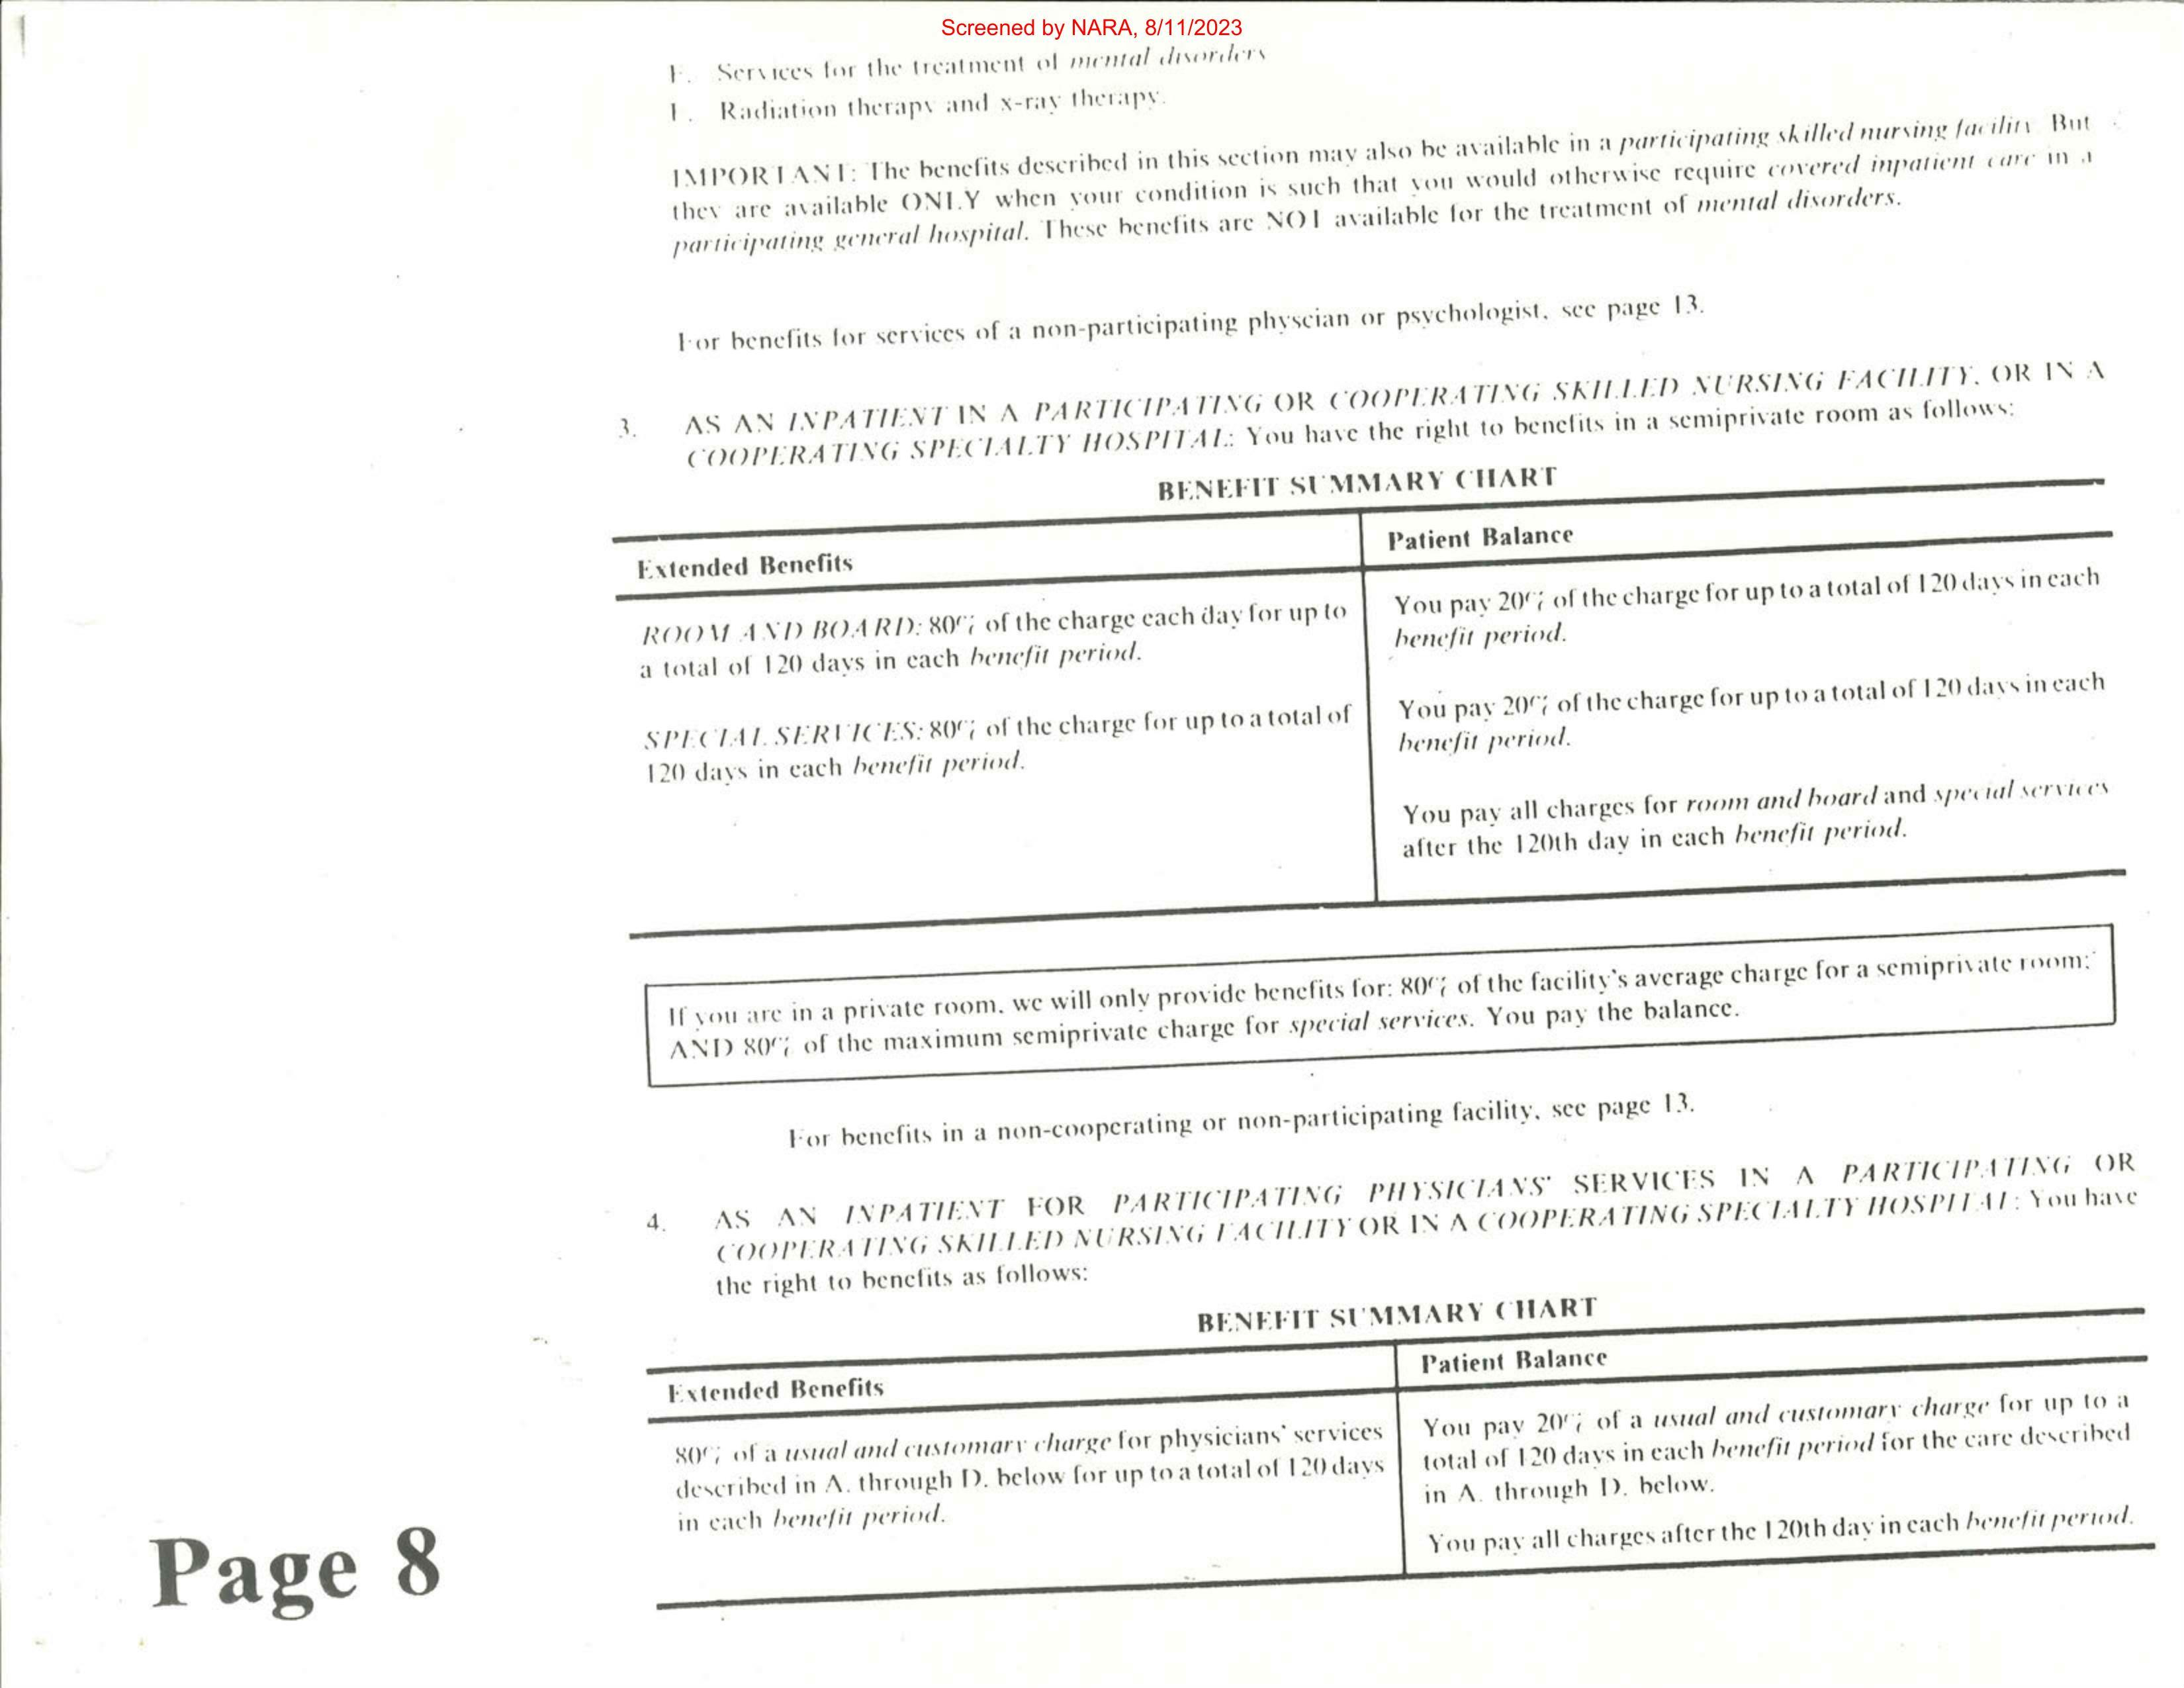 Screened by NARA, 8/11/2023
E. Services for the treatment of mental disorders
F. Radiation therapy and x-ray therapy.
IMPORTANT: The benefits described in this section may also be available in a participating skilled nursing facility. But
they are available ONLY when your condition is such that you would otherwise require covered inpatient care in a
participating general hospital. These benefits are NOT available for the treatment of mental disorders.
For benefits for services of a non-participating physcian or psychologist, see page 13.
3. AS AN INPATIENT IN A PARTICIPATING OR COOPERATING SKILLED NURSING FACILITY, OR IN A
COOPERATING SPECIALTY HOSPITAL: You have the right to benefits in a semiprivate room as follows:
BENEFIT SUMMARY CHART
Extended Benefits
Patient Balance
ROOM AND BOARD: 80% of the charge each day for up to
a total of 120 days in each benefit period.
You pay 20% of the charge for up to a total of 120 days in each
benefit period.
SPECIAL SERVICES: 80% of the charge for up to a total of
120 days in each benefit period.
You pay 20% of the charge for up to a total of 120 days in each
benefit period.
You pay all charges for room and board and special services
after the 120th day in each benefit period.
If you are in a private room, we will only provide benefits for: 80% of the facility's average charge for a semiprivate room;
AND 80% of the maximum semiprivate charge for special services. You pay the balance.
For benefits in a non-cooperating or non-participating facility, see page 13.
4. AS AN INPATIENT FOR PARTICIPATING PHYSICIANS' SERVICES IN A PARTICIPATING OR
COOPERATING SKILLED NURSING FACILITY OR IN A COOPERATING SPECIALTY HOSPITAL: You have
the right to benefits as follows:
BENEFIT SUMMARY CHART
Extended Benefits
Patient Balance
80% of a usual and customary charge for physicians' services
described in A. through D. below for up to a total of 120 days
in each benefit period.
You pay 20% of a usual and customary charge for up to a
total of 120 days in each benefit period for the care described
in A. through D. below.
You pay all charges after the 120th day in each benefit period.
Page 8